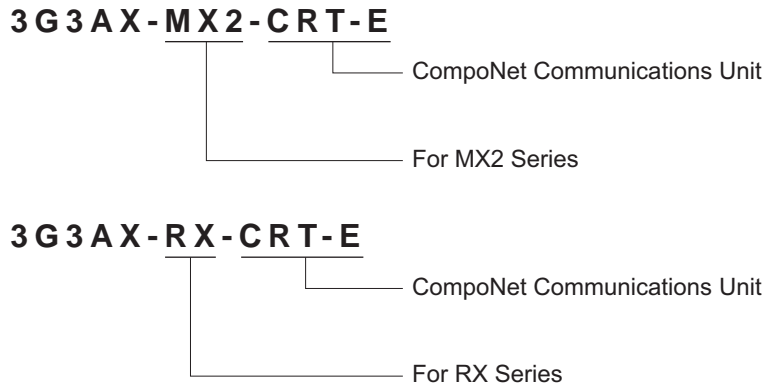 3G3AX-MX2-CRT-E
CompoNet Communications Unit
For MX2 Series
3G3AX-RX-CRT-E
CompoNet Communications Unit
For RX Series